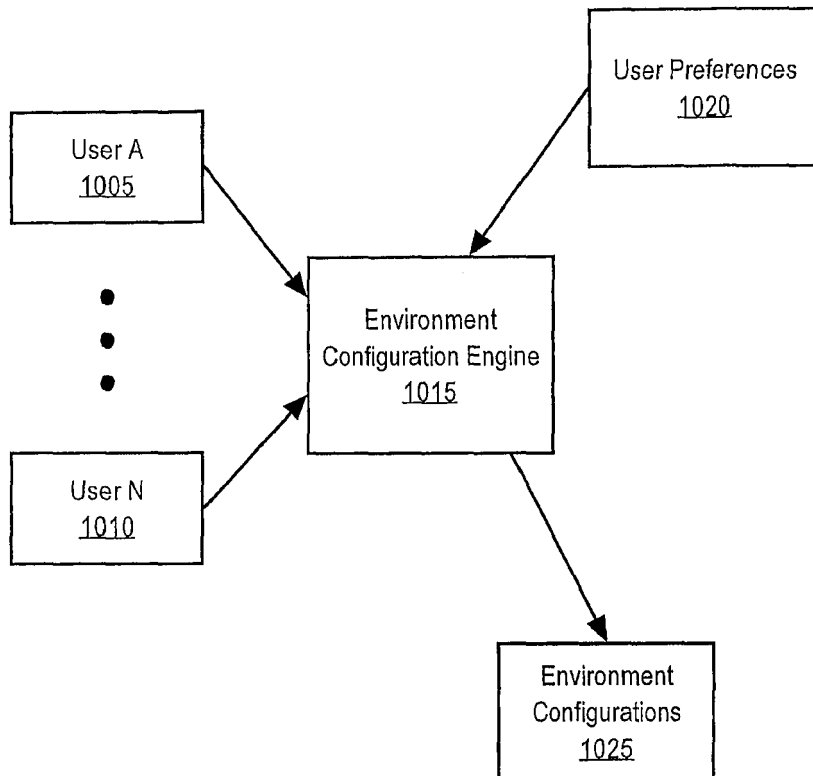 User Preferences
1020
User A
1005
Environment
Configuration Engine
1015
User N
1010
Environment
Configurations
1025